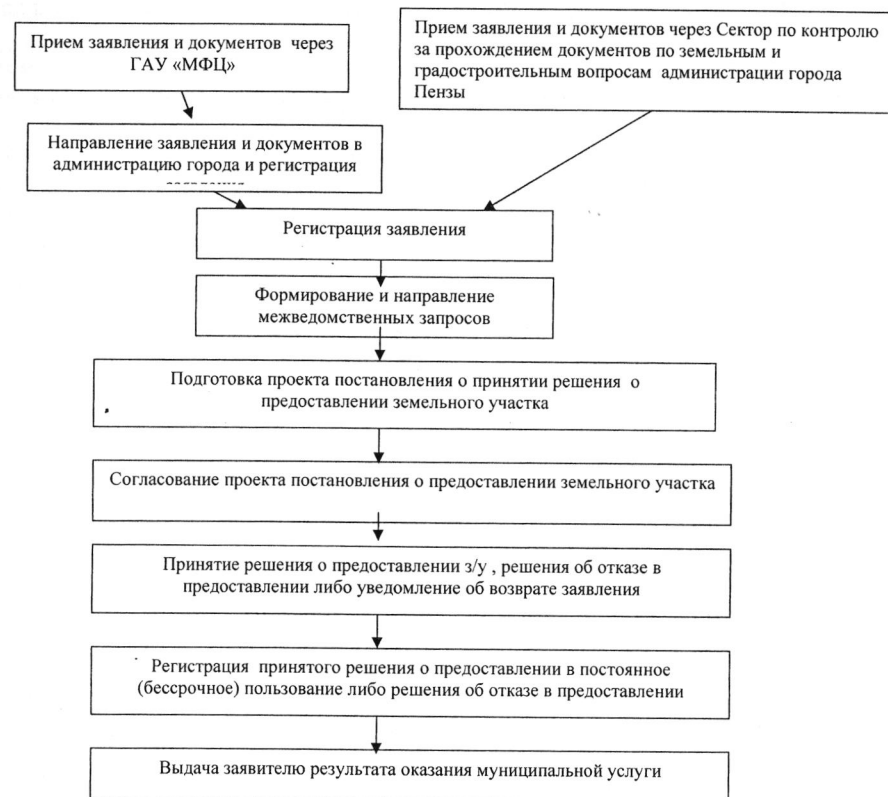 Прием заявления и документов через
ГАУ «МФЦ»
Прием заявления и документов через Сектор по контролю
за прохождением документов по земельным и
градостроительным вопросам администрации города
Пензы
Направление заявления и документов в
администрацию города и регистрация
Регистрация заявления
Формирование и направление
межведомственных запросов
Подготовка проекта постановления о принятии решения о
предоставлении земельного участка
Согласование проекта постановления о предоставлении земельного участка
Принятие решения о предоставлении з/у , решения об отказе в
предоставлении либо уведомление об возврате заявления
Регистрация принятого решения о предоставлении в постоянное
(бессрочное) пользование либо решения об отказе в предоставлении
Выдача заявителю результата оказания муниципальной услуги